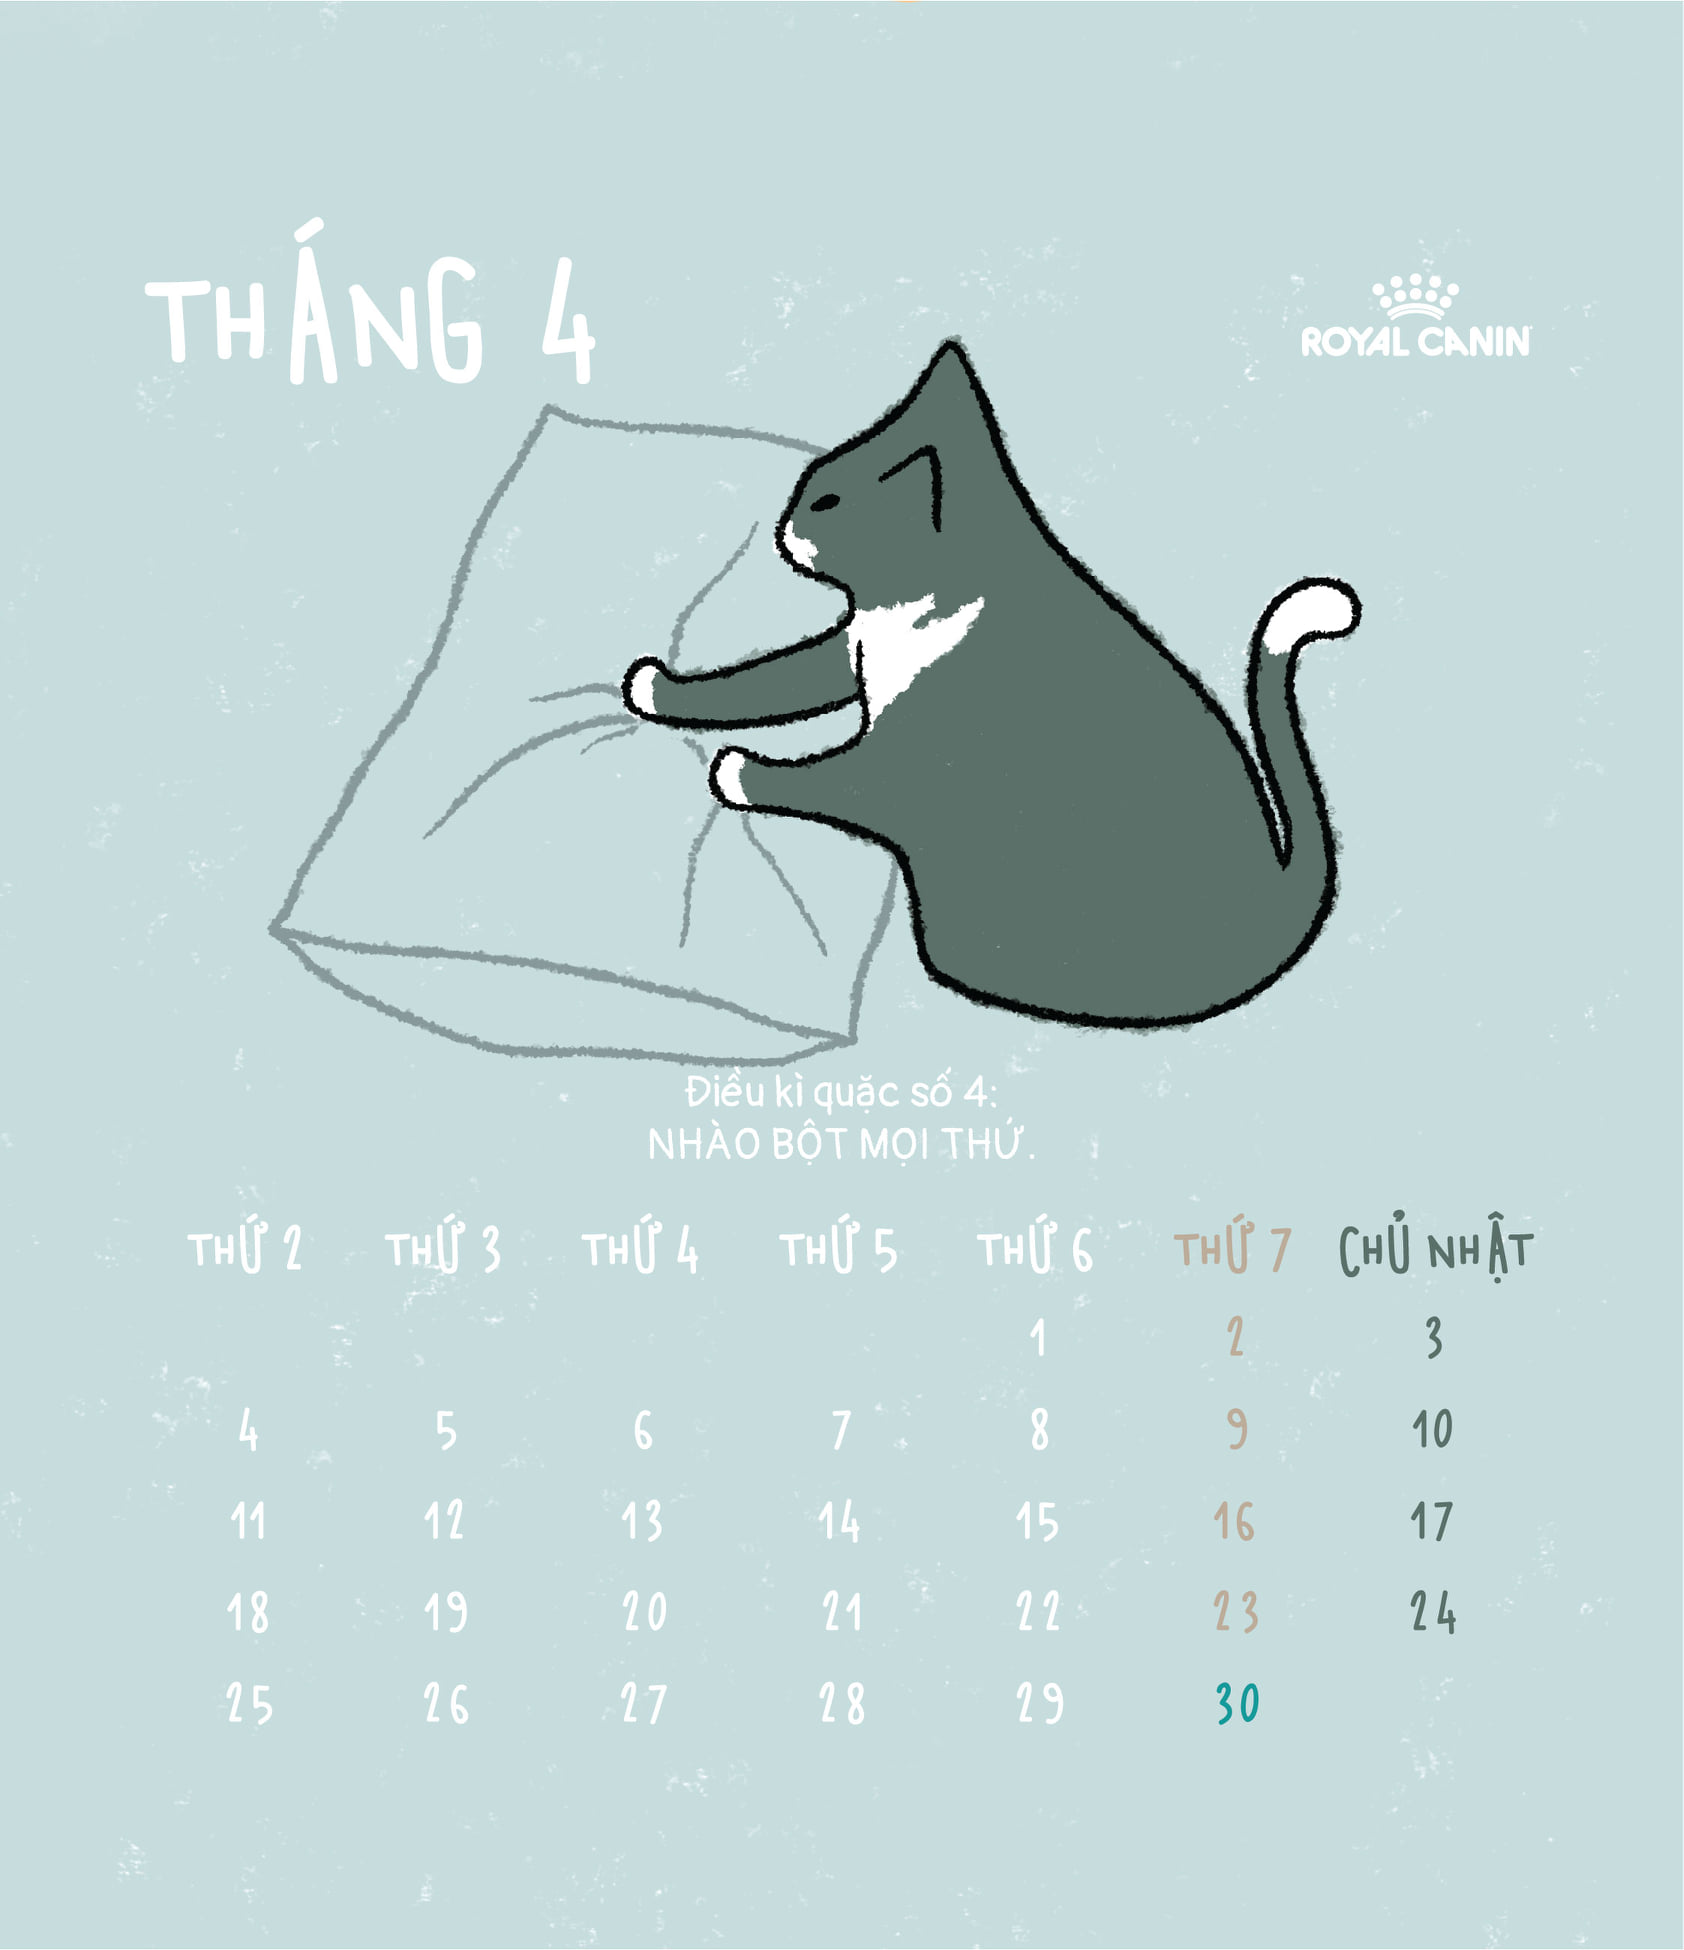 THÁNG 4
ROYAL CANIN
Điều kì quặc số 4:
NHÀO BỘT MỌI THỨ.
THỨ 2 THỨ 3 THỨ 4 THỨ 5 THỨ 6 THỨ 7 CHỦ NHẬT
1 2 3
4 5 6 7 8 9 10
11 12 13 14 15 16 17
18 19 20 21 22 23 24
25 26 27 28 29 30